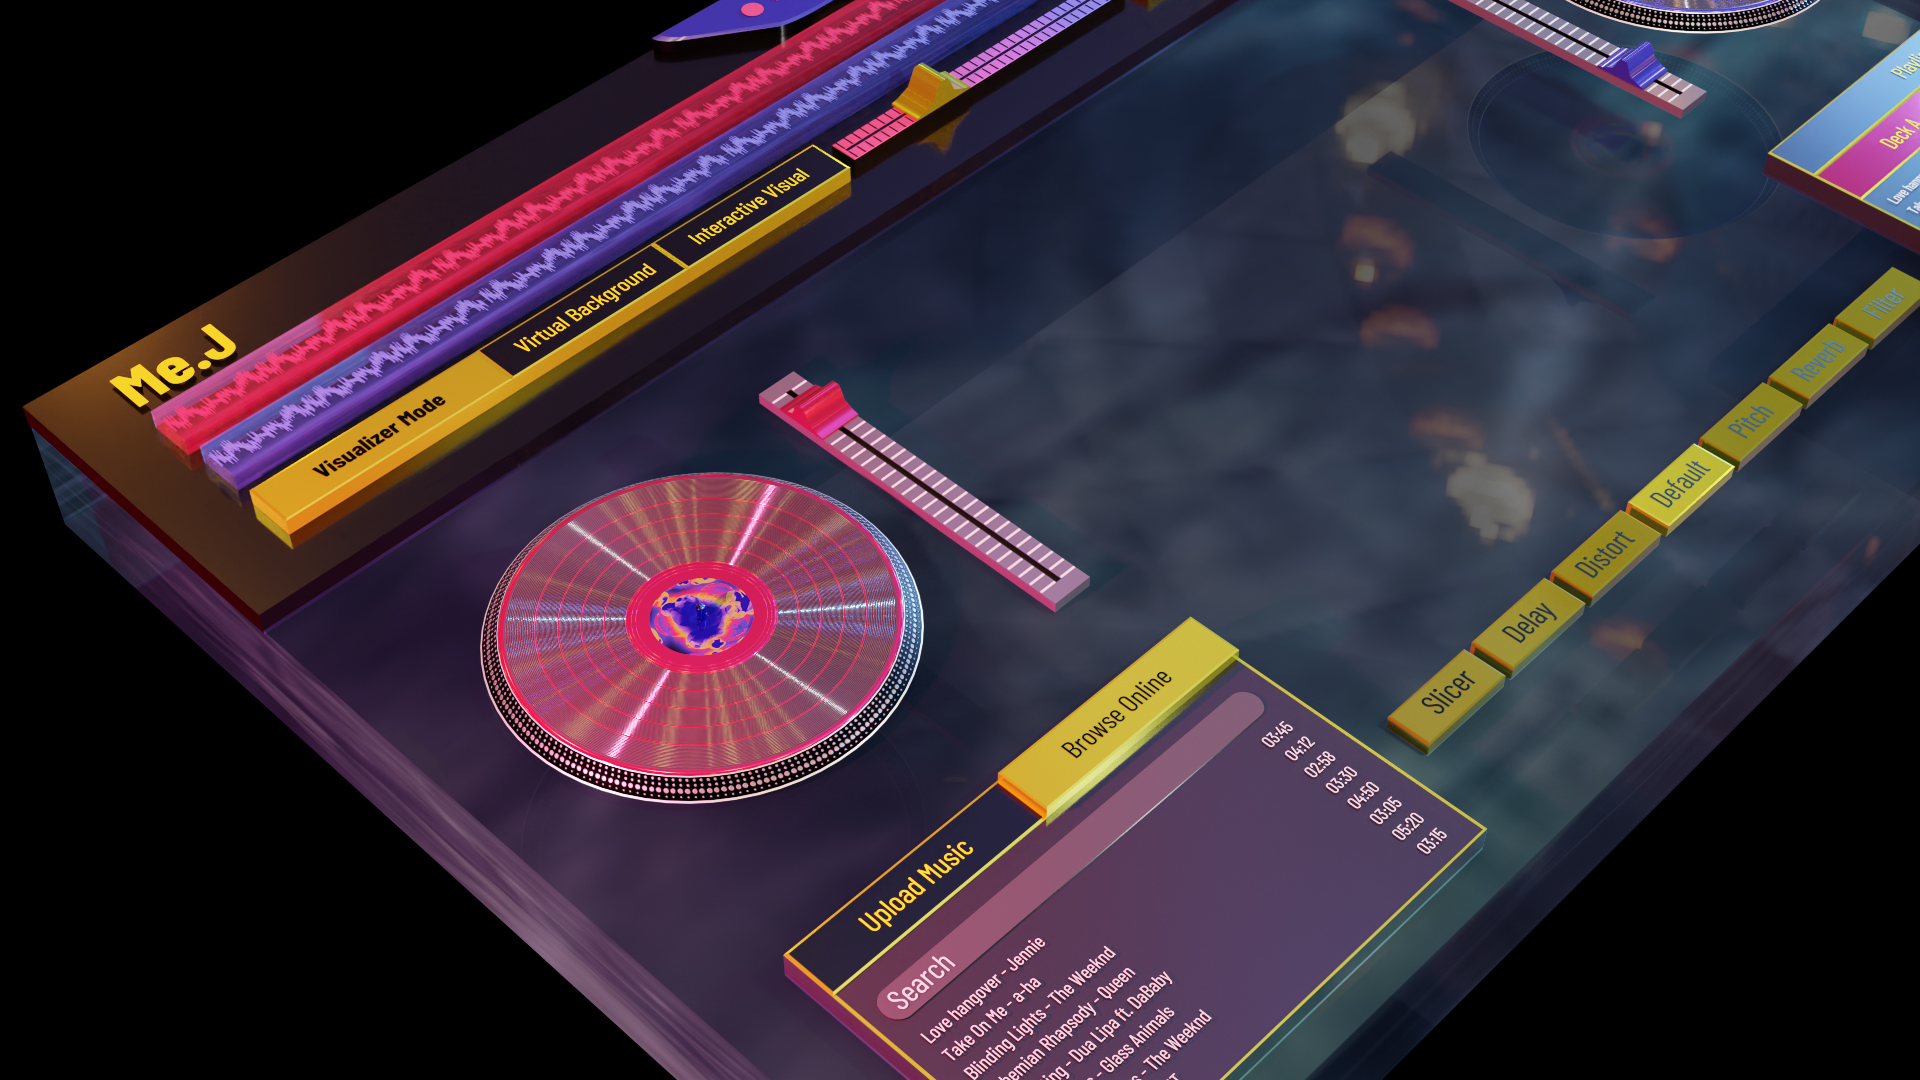 Me.J
Visualizer Mode
Virtual Background
Interactive Visual
Upload Music
Browse Online
Search
Love hangover - Jennie
Take On Me - a-ha
Blinding Lights - The Weeknd
Rhapsody - Queen
- Dua Lipa ft. DaBaby
- Glass Animals
- The Weeknd
03:45
04:12
02:58
03:30
04:50
03:05
05:20
03:15
Slicer
Delay
Distort
Default
Pitch
Reverb
Filter
Deck A
Love